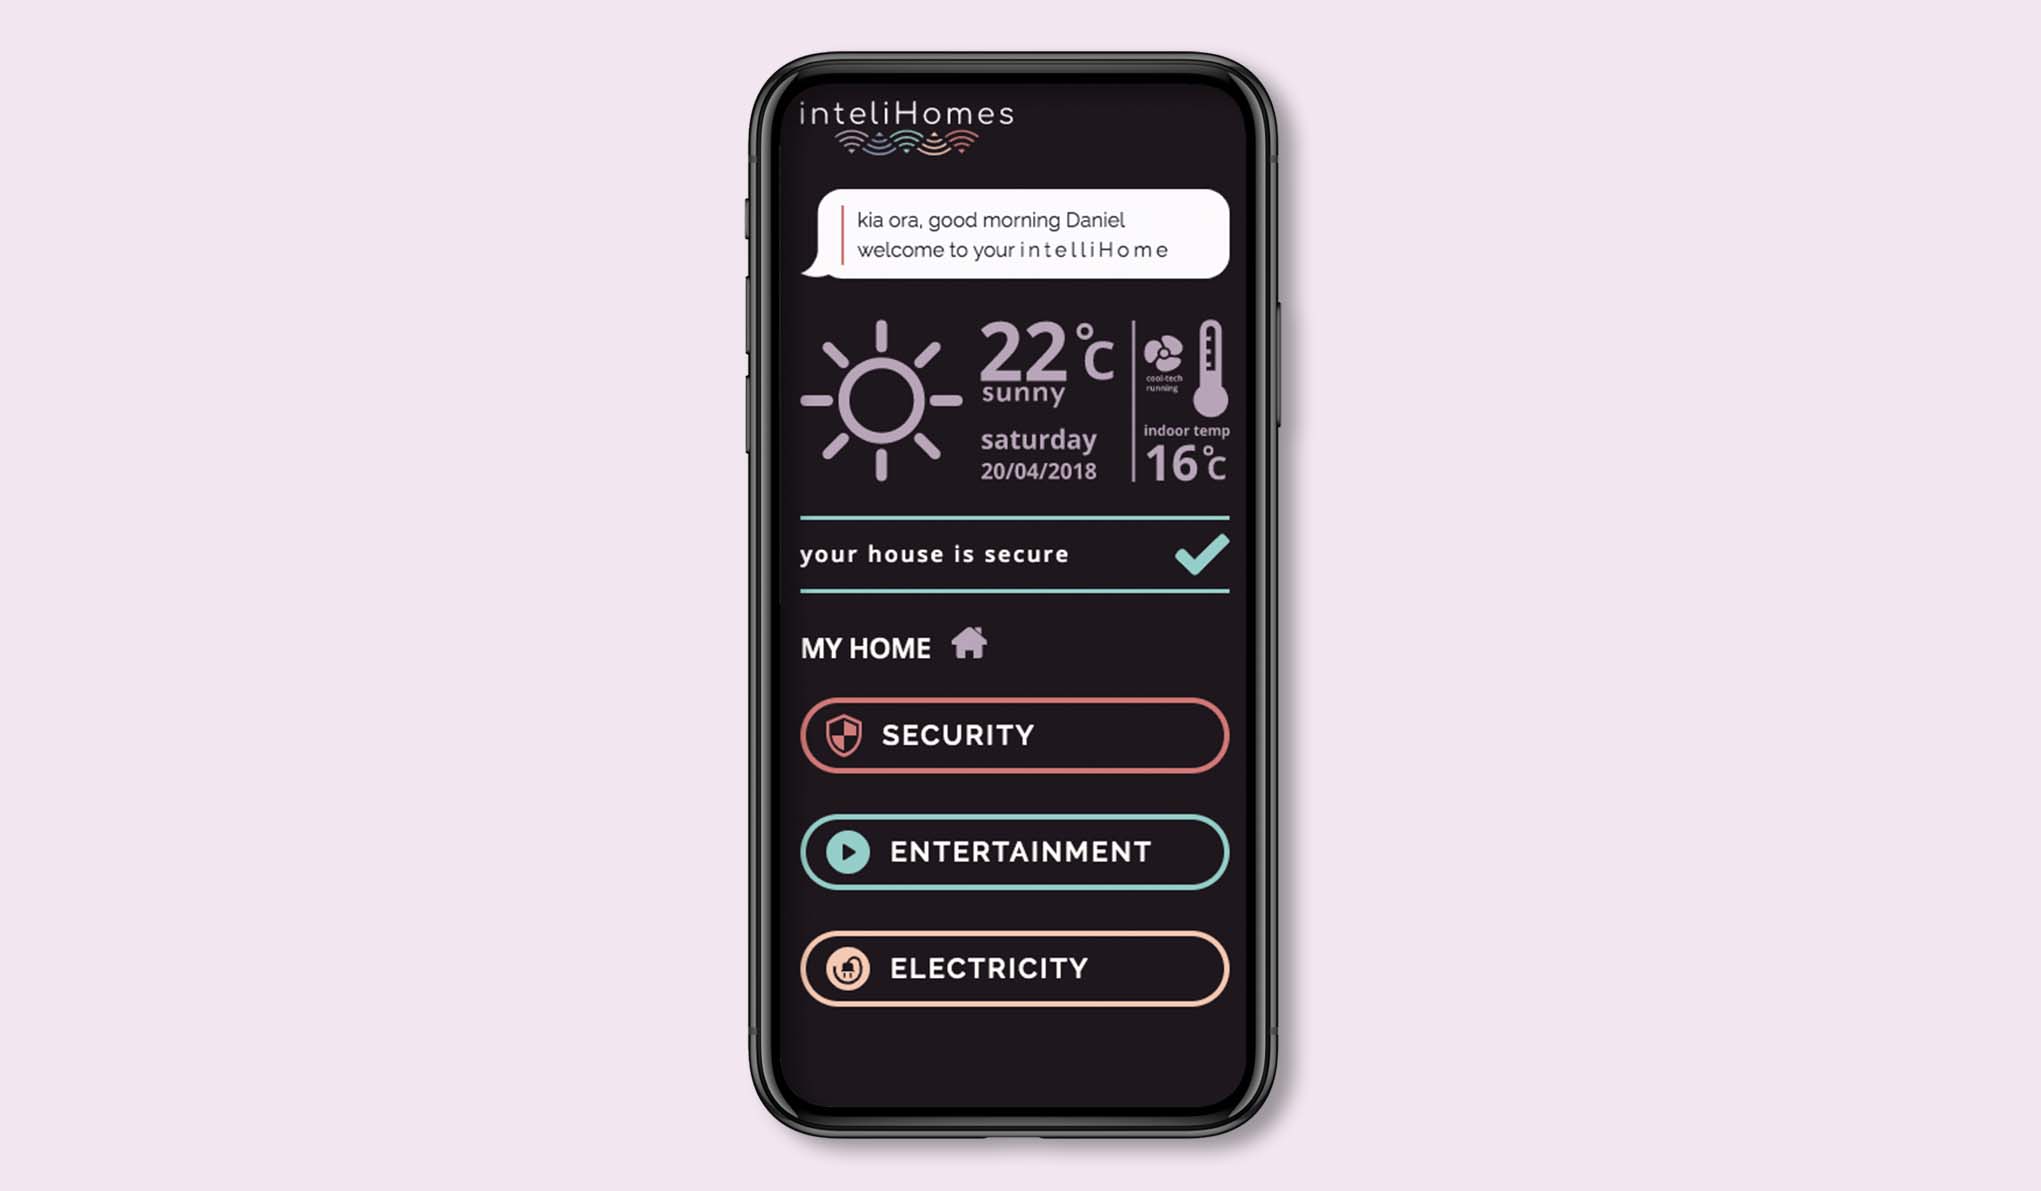 inteliHomes
kia ora, good morning Daniel
welcome to your intelliHome
22°C
sunny
saturday
20/04/2018
cool-tech
running
indoor temp
16°C
your house is secure
MY HOME
SECURITY
ENTERTAINMENT
ELECTRICITY